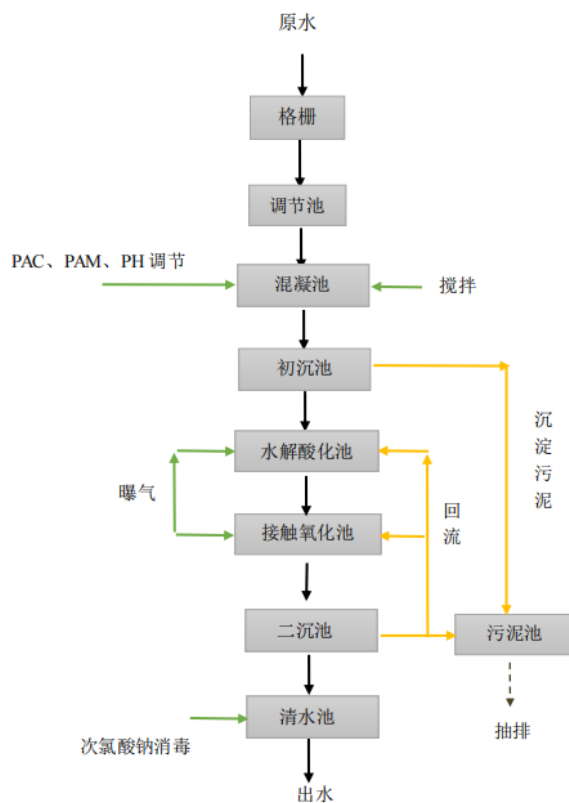 原水
格栅
调节池
PAC、PAM、PH 调节
混凝池
搅拌
初沉池
沉淀污泥
水解酸化池
曝气
回流
接触氧化池
二沉池
污泥池
清水池
抽排
次氯酸钠消毒
出水